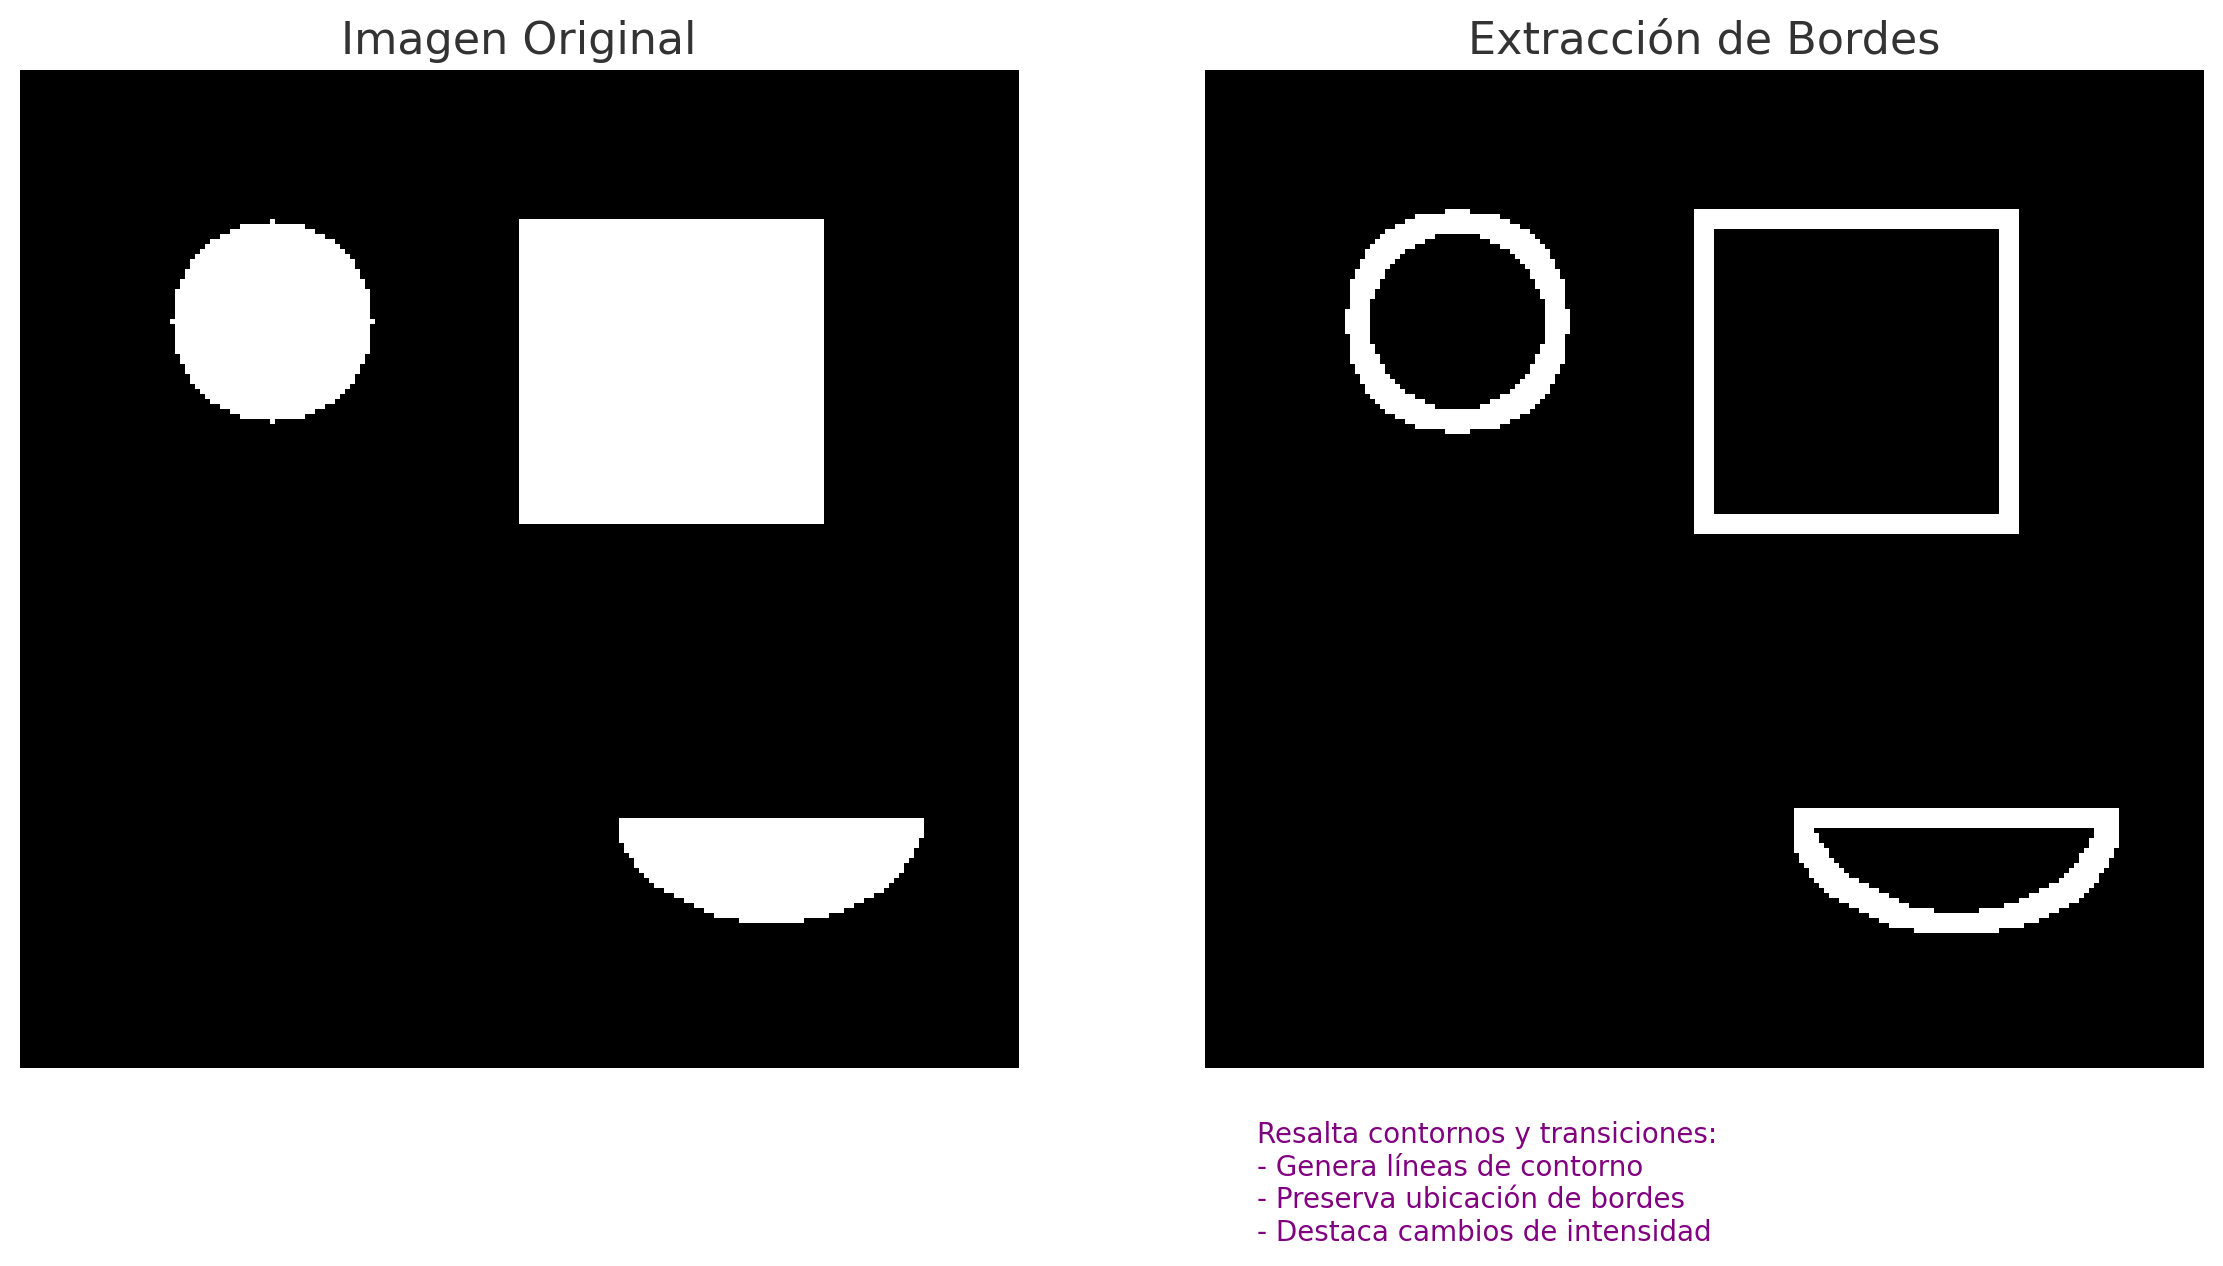 Imagen Original
Extracción de Bordes
Resalta contornos y transiciones:
- Genera líneas de contorno
- Preserva ubicación de bordes
- Destaca cambios de intensidad